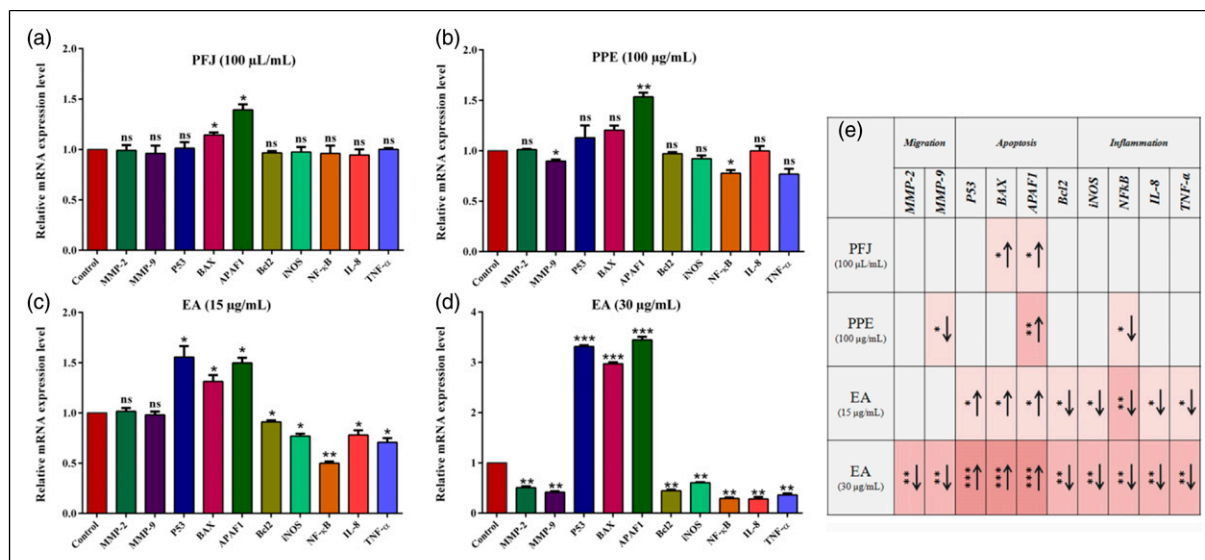 (a)
PFJ (100 µL/mL)
Relative mRNA expression level
2.0
1.5
1.0
0.5
0.0
ns ns ns * * ns ns ns ns ns
Control MMP-2 MMP-9 P53 BAX APAF1 Bcl2 iNOS NF-κB IL-8 TNF-α
(b)
PPE (100 µg/mL)
Relative mRNA expression level
2.0
1.5
1.0
0.5
0.0
ns * ns ns ** ns ns * ns ns
Control MMP-2 MMP-9 P53 BAX APAF1 Bcl2 iNOS NF-κB IL-8 TNF-α
(c)
EA (15 µg/mL)
Relative mRNA expression level
2.0
1.5
1.0
0.5
0.0
ns ns * * * * * ** * *
Control MMP-2 MMP-9 P53 BAX APAF1 Bcl2 iNOS NF-κB IL-8 TNF-α
(d)
EA (30 µg/mL)
Relative mRNA expression level
4
3
2
1
0
** ** *** *** *** ** ** ** ** **
Control MMP-2 MMP-9 P53 BAX APAF1 Bcl2 iNOS NF-κB IL-8 TNF-α
(e)
Migration Apoptosis Inflammation
MMP-2 MMP-9 P53 BAX APAF1 Bcl2 iNOS NFkB IL-8 TNF-α
PFJ
(100 µL/mL)
*↑ *↑
PPE
(100 µg/mL)
*↓ **↑ *↓
EA
(15 µg/mL)
*↑ *↑ *↑ *↓ *↓ **↓ *↓ *↓
EA
(30 µg/mL)
**↓ **↓ ***↑ ***↑ ***↑ **↓ **↓ **↓ **↓ **↓